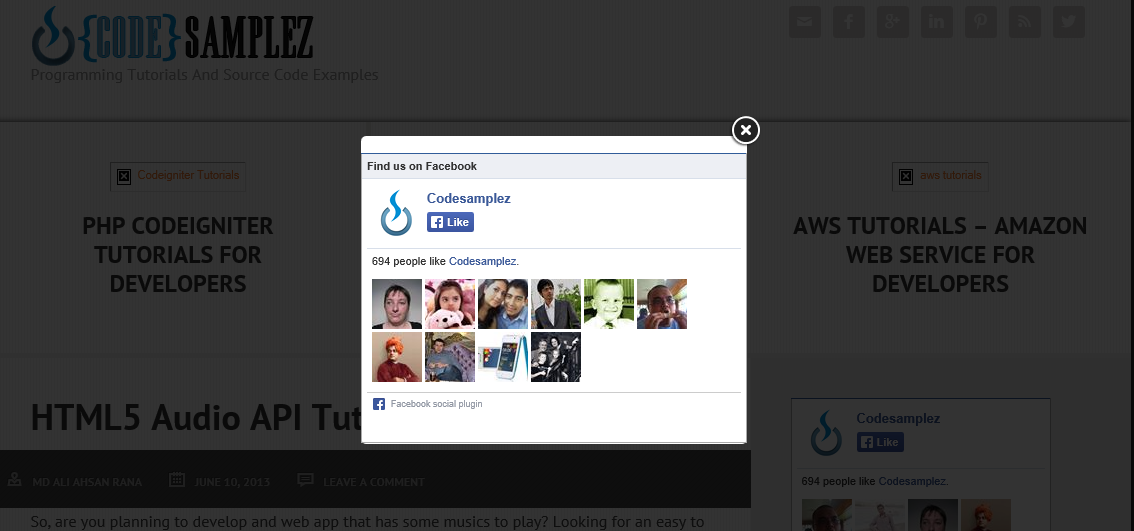 {CODE}SAMPLEZ
Programming Tutorials And Source Code Examples
Find us on Facebook
Codesamplez
Like
694 people like Codesamplez.
Facebook social plugin
Codeigniter Tutorials
PHP CODEIGNITER
TUTORIALS FOR
DEVELOPERS
aws tutorials
AWS TUTORIALS – AMAZON
WEB SERVICE FOR
DEVELOPERS
HTML5 Audio API Tut
MD ALI AHSAN RANA JUNE 10, 2013 LEAVE A COMMENT
So, are you planning to develop and web app that has some musics to play? Looking for an easy to
Codesamplez
Like
694 people like Codesamplez.